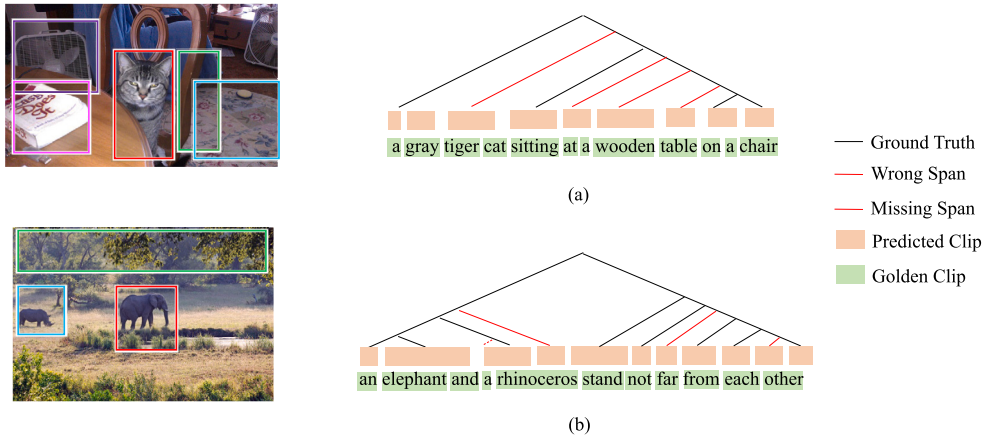 a gray tiger cat sitting at a wooden table on a chair
(a)
an elephant and a rhinoceros stand not far from each other
(b)
Ground Truth
Wrong Span
Missing Span
Predicted Clip
Golden Clip